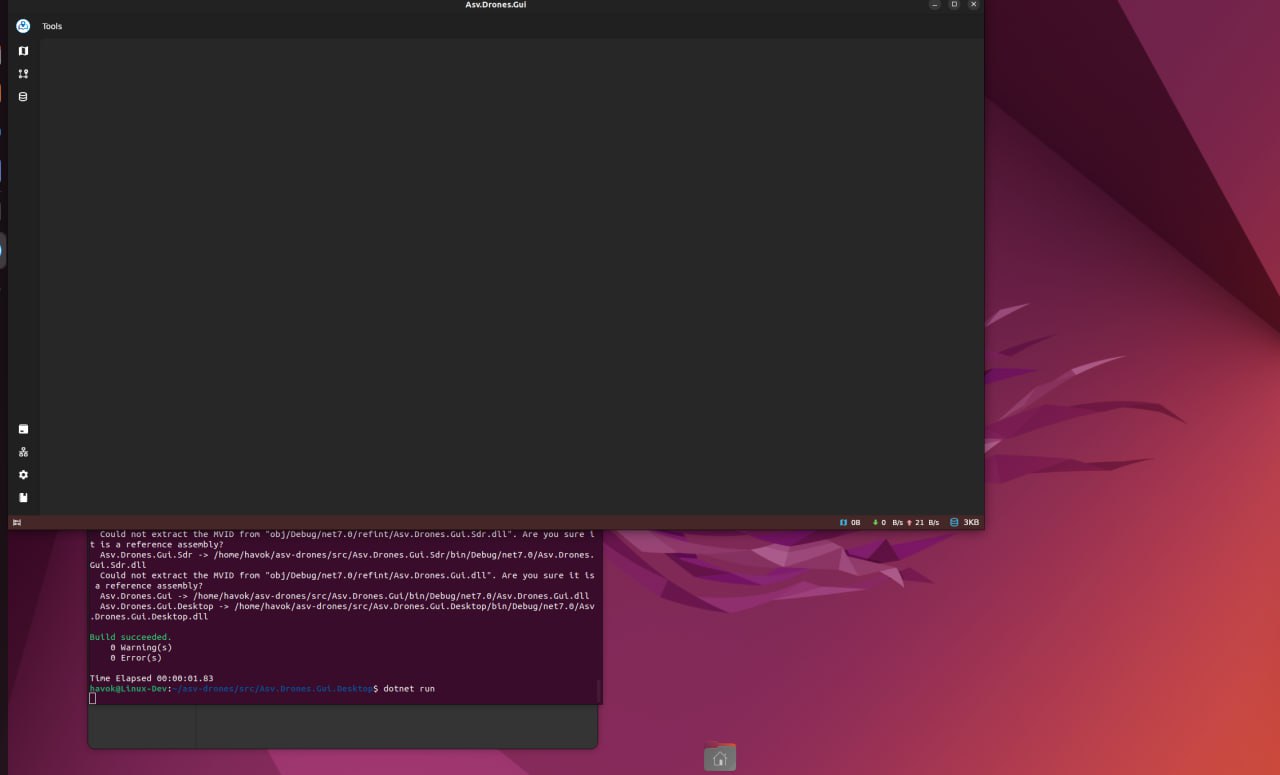 Asv.Drones.Gui
Tools
0B 0 B/s 21 B/s 3KB
Could not extract the MVID from "obj/Debug/net7.0/refint/Asv.Drones.Gui.Sdr.dll". Are you sure i
t is a reference assembly?
Asv.Drones.Gui.Sdr -> /home/havok/asv-drones/src/Asv.Drones.Gui.Sdr/bin/Debug/net7.0/Asv.Drones.
Gui.Sdr.dll
Could not extract the MVID from "obj/Debug/net7.0/refint/Asv.Drones.Gui.dll". Are you sure it is
a reference assembly?
Asv.Drones.Gui -> /home/havok/asv-drones/src/Asv.Drones.Gui/bin/Debug/net7.0/Asv.Drones.Gui.dll
Asv.Drones.Gui.Desktop -> /home/havok/asv-drones/src/Asv.Drones.Gui.Desktop/bin/Debug/net7.0/Asv
.Drones.Gui.Desktop.dll
Build succeeded.
0 Warning(s)
0 Error(s)
Time Elapsed 00:00:01.83
havok@Linux-Dev:~/asv-drones/src/Asv.Drones.Gui.Desktop$ dotnet run